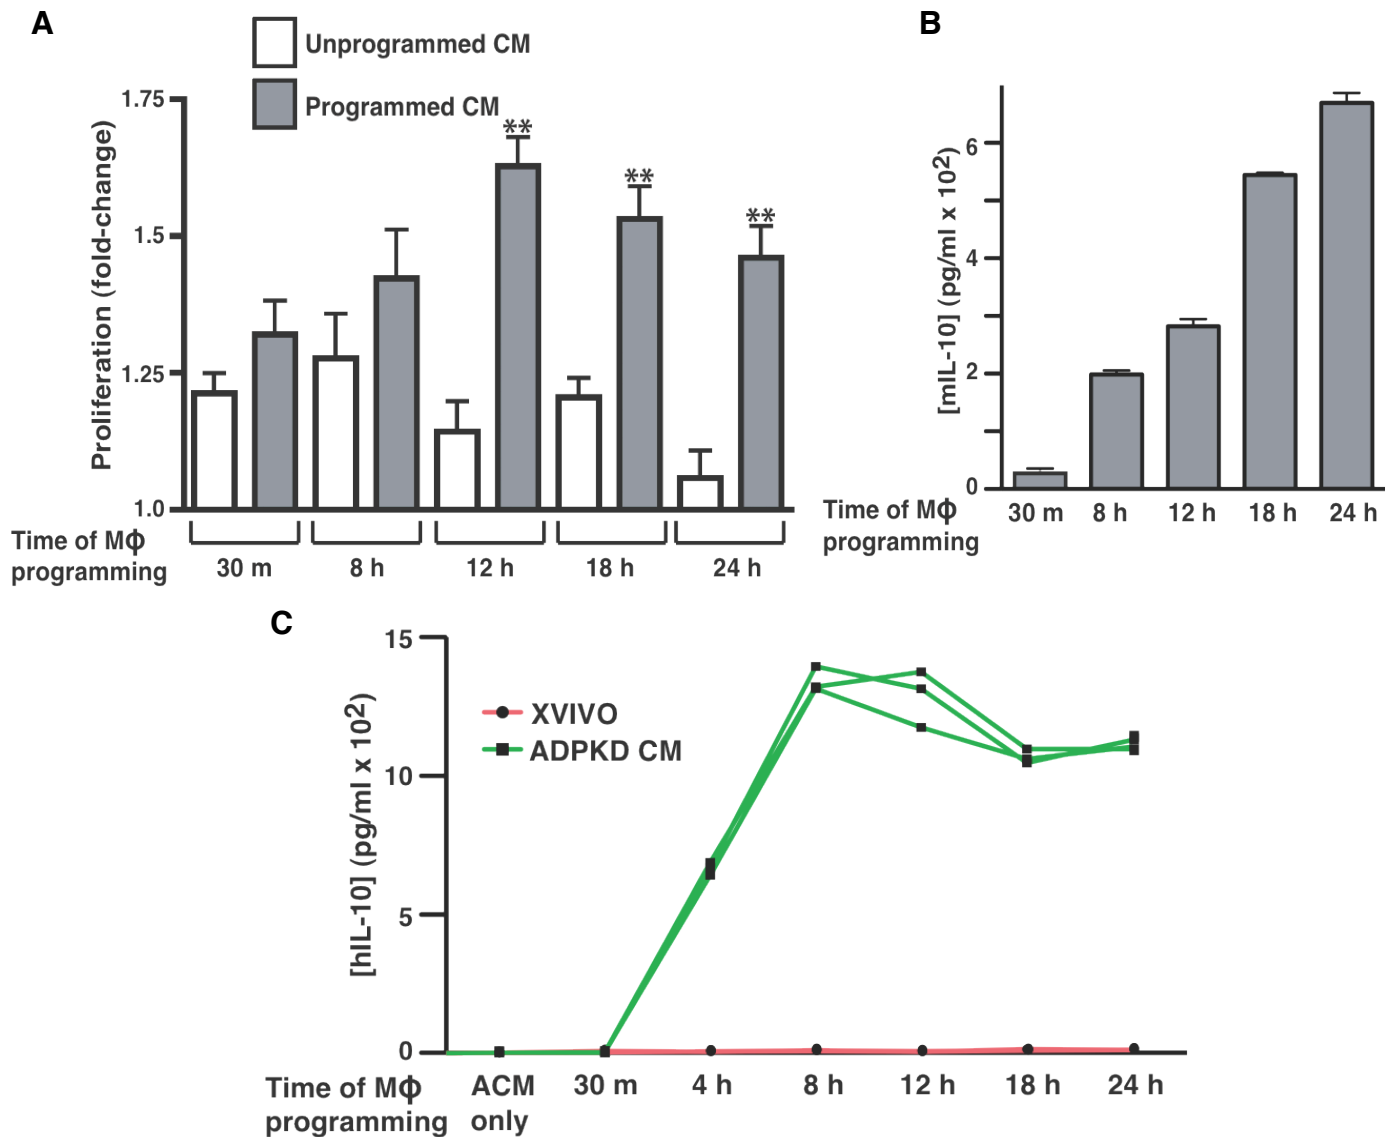 A
Unprogrammed CM
Programmed CM
Proliferation (fold-change)
1.75
1.5
1.25
1.0
**
**
**
Time of MΦ
programming
30 m
8 h
12 h
18 h
24 h
B
[mIL-10] (pg/ml x 10²)
6
4
2
0
Time of MΦ
programming
30 m
8 h
12 h
18 h
24 h
C
[hIL-10] (pg/ml x 10²)
15
10
5
0
XVIVO
ADPKD CM
Time of MΦ
programming
ACM
only
30 m
4 h
8 h
12 h
18 h
24 h